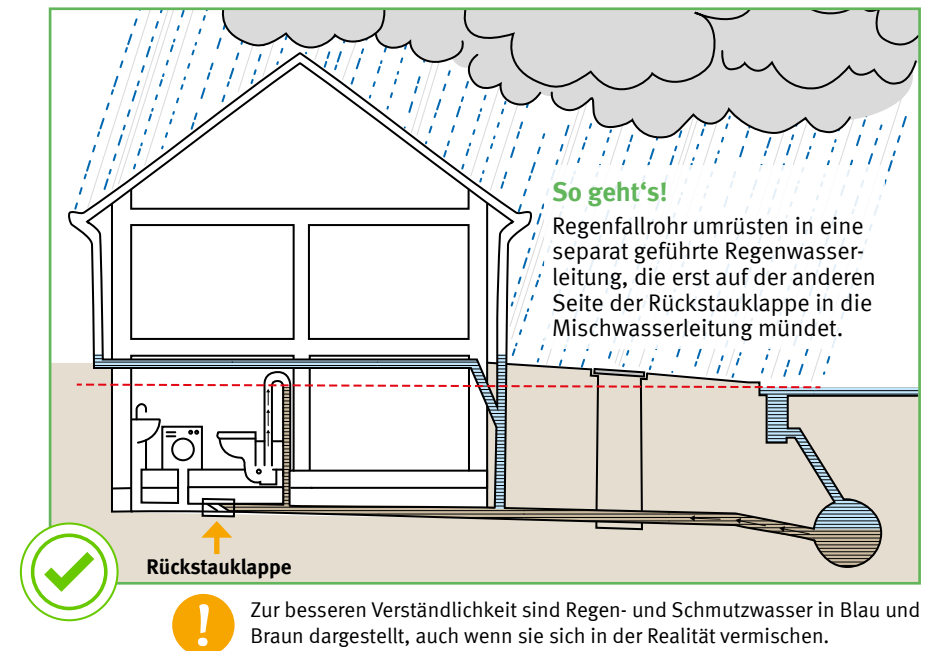 So geht‘s!
Regenfallrohr umrüsten in eine
separat geführte Regenwasser-
leitung, die erst auf der anderen
Seite der Rückstauklappe in die
Mischwasserleitung mündet.
Rückstauklappe
!
Zur besseren Verständlichkeit sind Regen- und Schmutzwasser in Blau und
Braun dargestellt, auch wenn sie sich in der Realität vermischen.